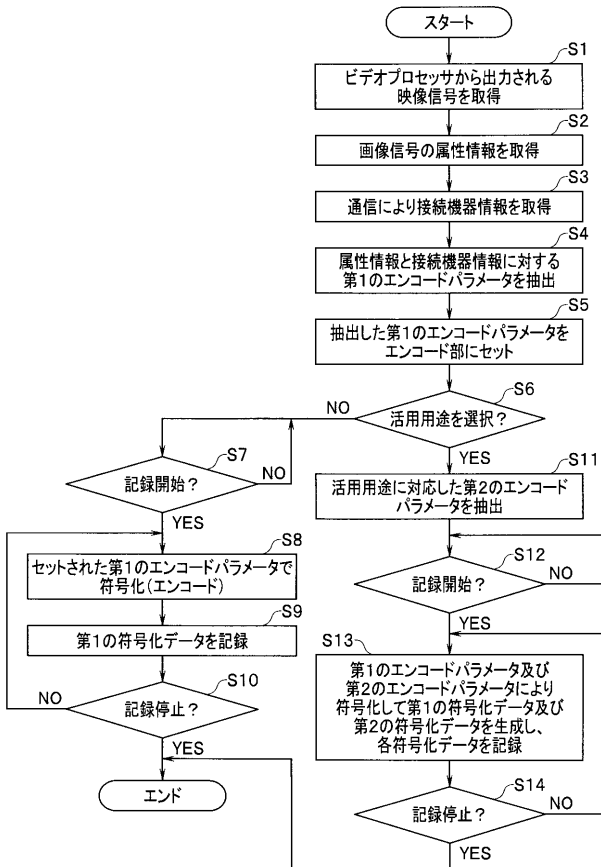 スタート
S1
ビデオプロセッサから出力される
映像信号を取得
S2
画像信号の属性情報を取得
S3
通信により接続機器情報を取得
S4
属性情報と接続機器情報に対する
第1のエンコードパラメータを抽出
S5
抽出した第1のエンコードパラメータを
エンコード部にセット
S6
活用用途を選択?
NO
YES
S7
記録開始?
NO
YES
S8
セットされた第1のエンコードパラメータで
符号化(エンコード)
S9
第1の符号化データを記録
S10
記録停止?
NO
YES
エンド
S11
活用用途に対応した第2のエンコード
パラメータを抽出
S12
記録開始?
NO
YES
S13
第1のエンコードパラメータ及び
第2のエンコードパラメータにより
符号化して第1の符号化データ及び
第2の符号化データを生成し、
各符号化データを記録
S14
記録停止?
NO
YES